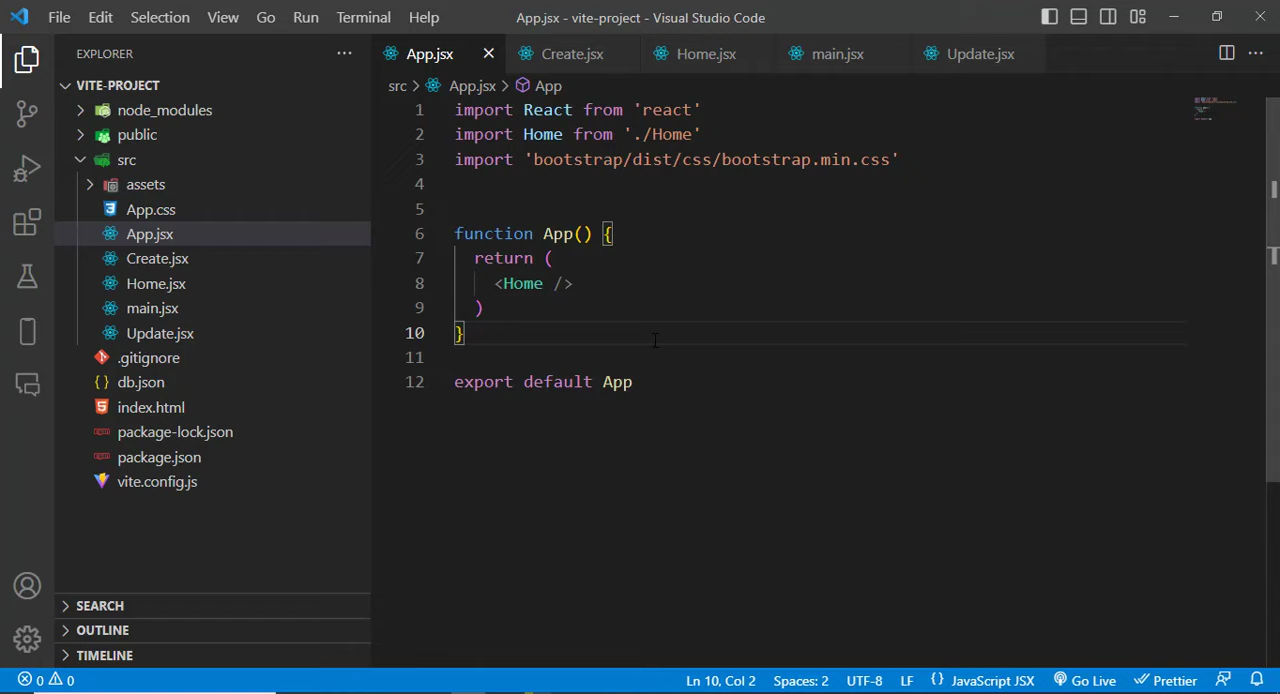 File Edit Selection View Go Run Terminal Help App.jsx - vite-project - Visual Studio Code
EXPLORER
VITE-PROJECT
node_modules
public
src
assets
App.css
App.jsx
Create.jsx
Home.jsx
main.jsx
Update.jsx
.gitignore
{} db.json
index.html
package-lock.json
package.json
vite.config.js
SEARCH
OUTLINE
TIMELINE
App.jsx Create.jsx Home.jsx main.jsx Update.jsx
src > App.jsx > App
1 import React from 'react'
2 import Home from './Home'
3 import 'bootstrap/dist/css/bootstrap.min.css'
4
5
6 function App() {
7 return (
8 <Home />
9 )
10 }
11
12 export default App
0 0 Ln 10, Col 2 Spaces: 2 UTF-8 LF {} JavaScript JSX Go Live Prettier